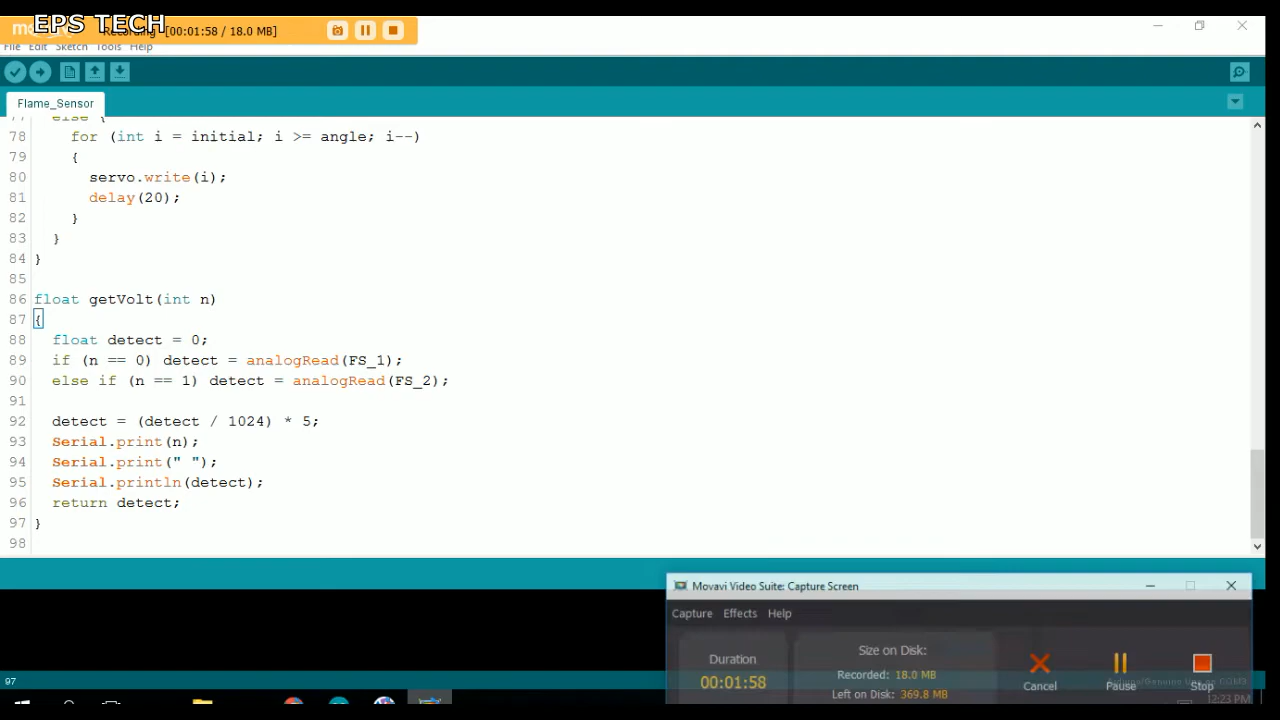 EPS TECH
Recording [00:01:58 / 18.0 MB]
File Edit Sketch Tools Help
Flame_Sensor
77 else {
78 for (int i = initial; i >= angle; i--)
79 {
80 servo.write(i);
81 delay(20);
82 }
83 }
84 }
85
86 float getVolt(int n)
87 {
88 float detect = 0;
89 if (n == 0) detect = analogRead(FS_1);
90 else if (n == 1) detect = analogRead(FS_2);
91
92 detect = (detect / 1024) * 5;
93 Serial.print(n);
94 Serial.print(" ");
95 Serial.println(detect);
96 return detect;
97 }
98
Movavi Video Suite: Capture Screen
Capture Effects Help
Duration
00:01:58
Size on Disk:
Recorded: 18.0 MB
Left on Disk: 369.8 MB
Cancel
Pause
Stop
97
12:23 PM